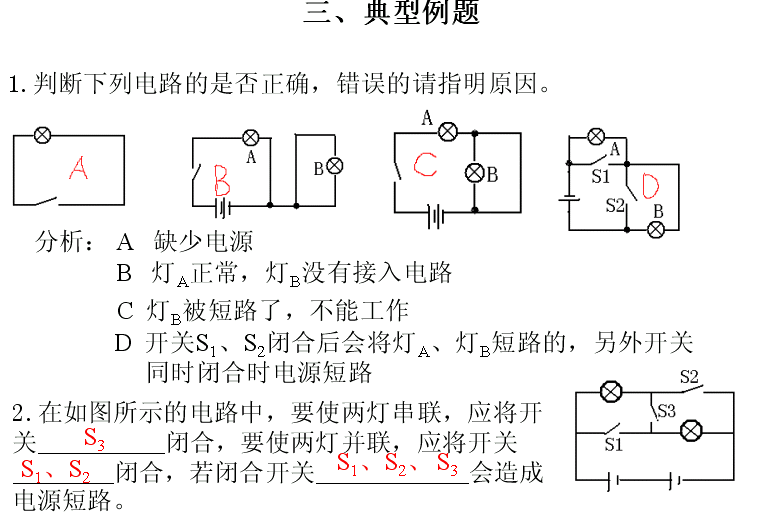 三、典型例题
1.判断下列电路的是否正确，错误的请指明原因。
A
A
B
A
B
B
A
C
B
A
S1
D
S2
B
分析： A 缺少电源
B 灯A正常，灯B没有接入电路
C 灯B被短路了，不能工作
D 开关S1、S2闭合后会将灯A、灯B短路的，另外开关
同时闭合时电源短路
S2
S3
S1
2.在如图所示的电路中，要使两灯串联，应将开
关 S3 闭合，要使两灯并联，应将开关
S1、S2 闭合，若闭合开关 S1、S2、S3 会造成
电源短路。